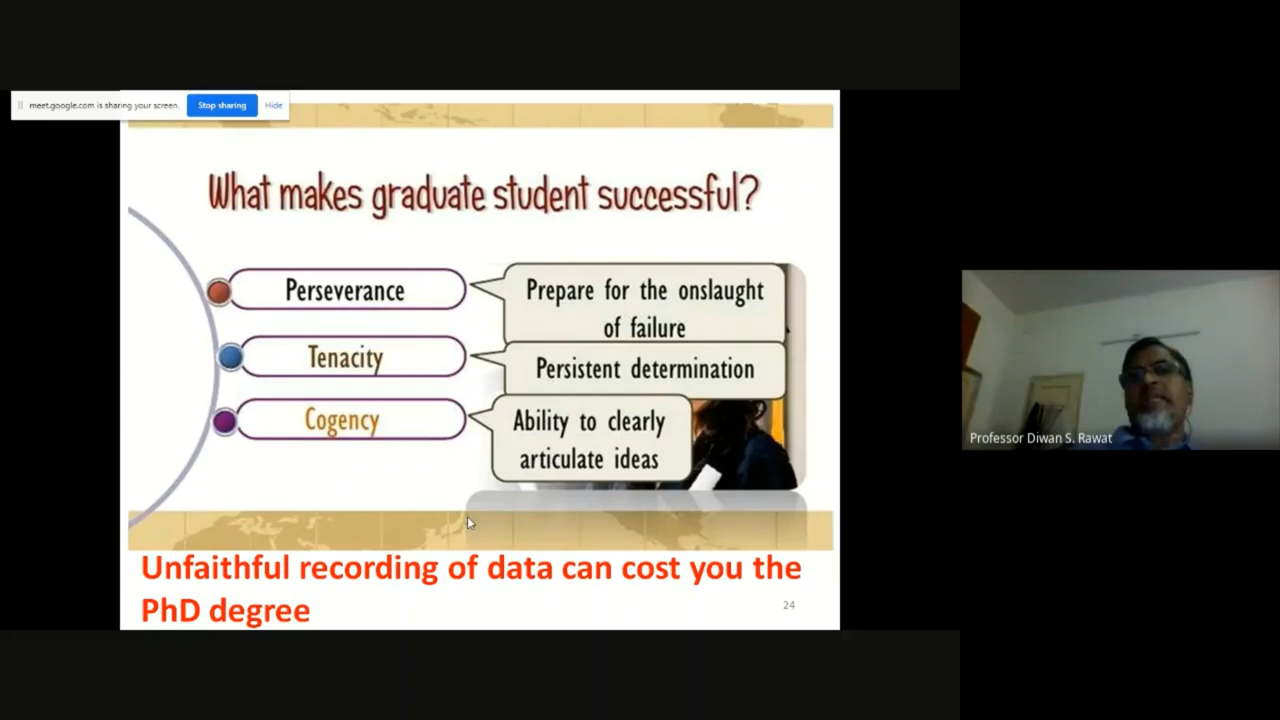 meet.google.com is sharing your screen.
Stop sharing
Hide
What makes graduate student successful?
Perseverance
Prepare for the onslaught
of failure
Tenacity
Persistent determination
Cogency
Ability to clearly
articulate ideas
Unfaithful recording of data can cost you the
PhD degree
24
Professor Diwan S. Rawat